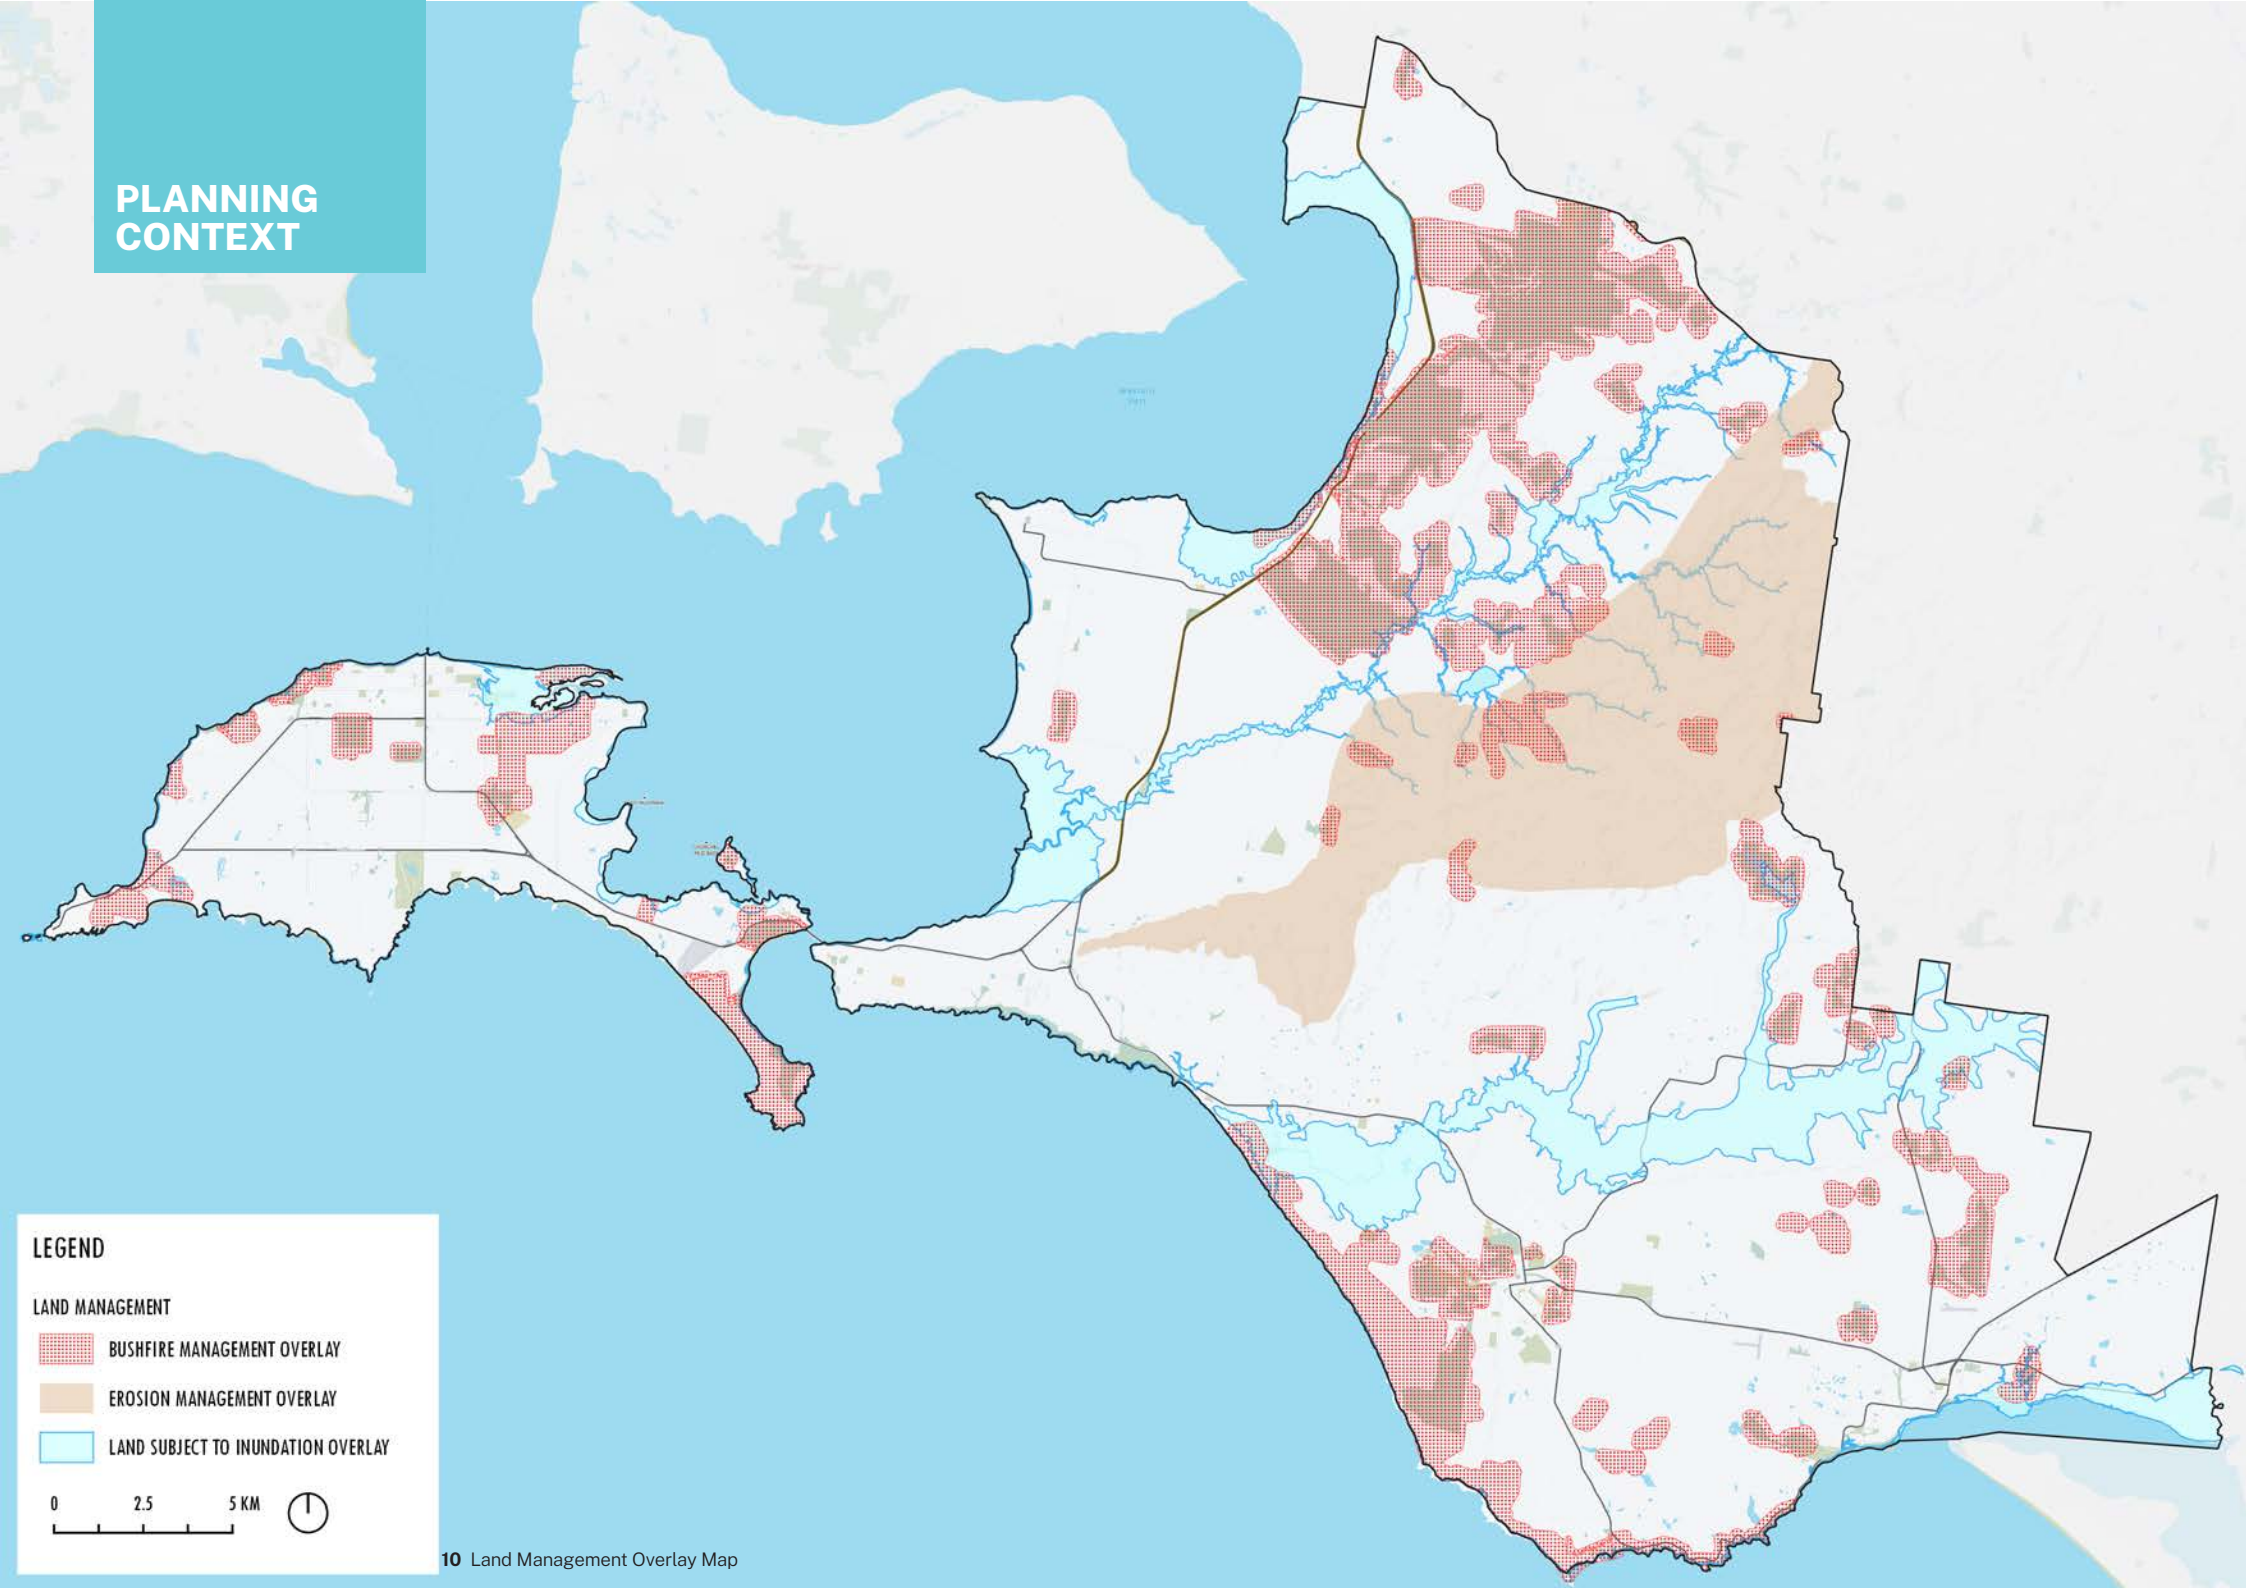 PLANNING
CONTEXT
LEGEND
LAND MANAGEMENT
BUSHFIRE MANAGEMENT OVERLAY
EROSION MANAGEMENT OVERLAY
LAND SUBJECT TO INUNDATION OVERLAY
0 2.5 5 KM
10 Land Management Overlay Map